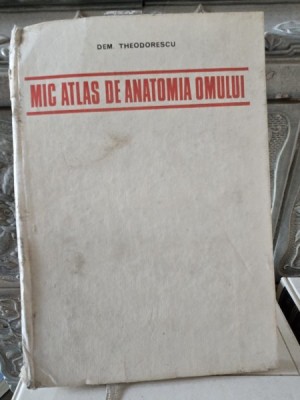 DEM. THEODORESCU
MIC ATLAS DE ANATOMIA OMULUI